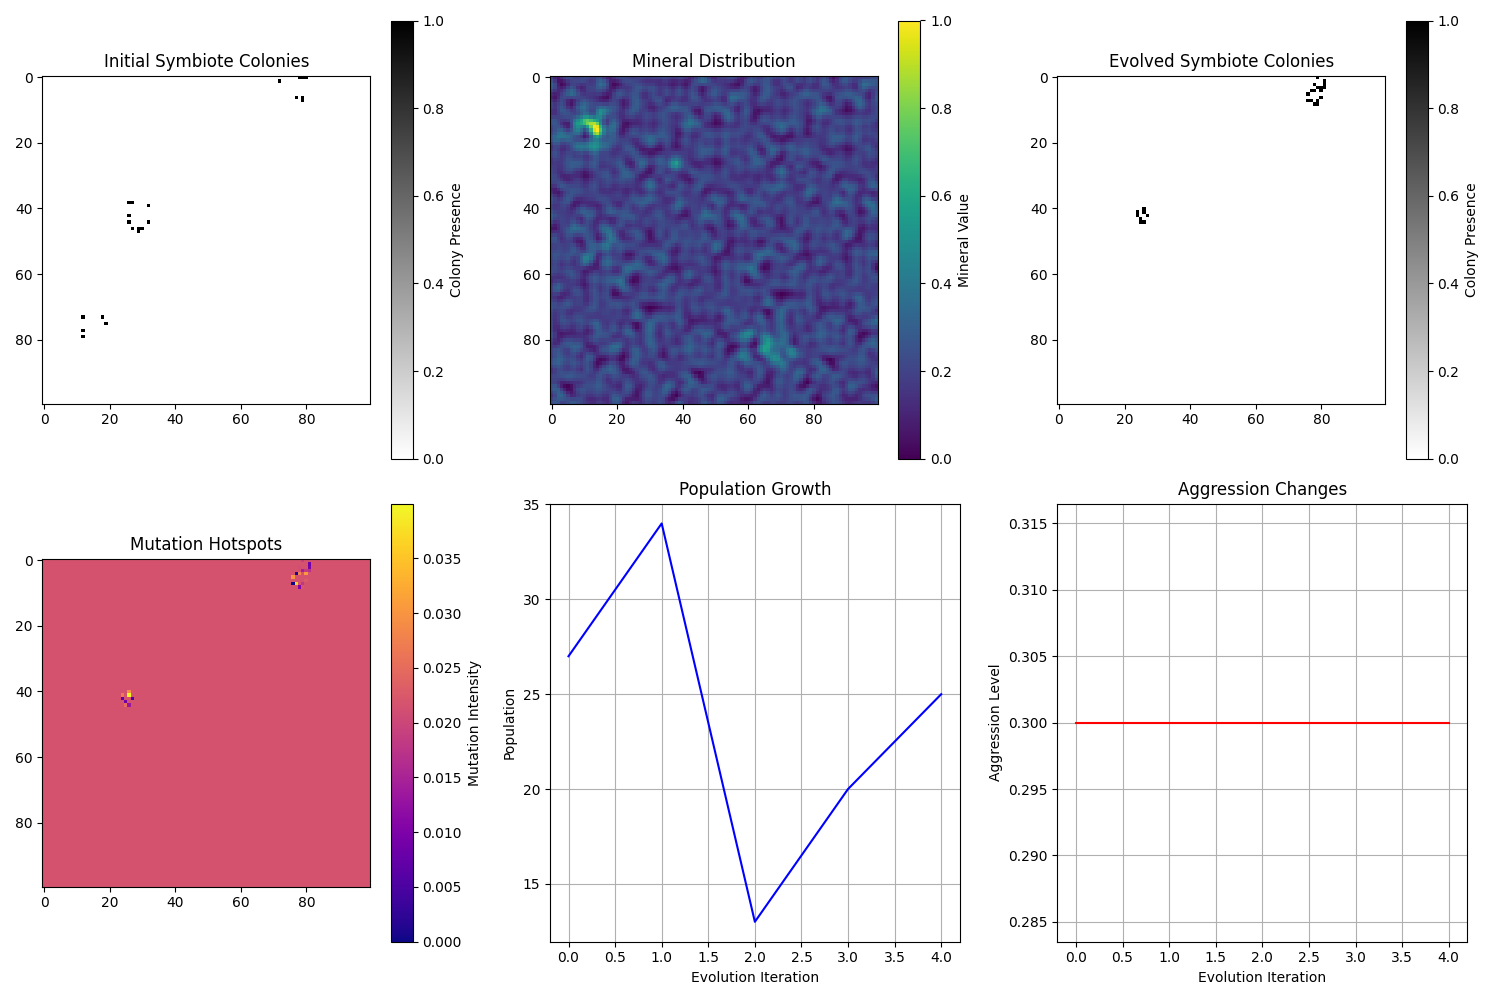 Initial Symbiote Colonies
0
20
40
60
80
0 20 40 60 80
1.0
0.8
0.6
0.4
0.2
0.0
Colony Presence
Mineral Distribution
0
20
40
60
80
0 20 40 60 80
1.0
0.8
0.6
0.4
0.2
0.0
Mineral Value
Evolved Symbiote Colonies
0
20
40
60
80
0 20 40 60 80
1.0
0.8
0.6
0.4
0.2
0.0
Colony Presence
Mutation Hotspots
0
20
40
60
80
0 20 40 60 80
0.035
0.030
0.025
0.020
0.015
0.010
0.005
0.000
Mutation Intensity
Population Growth
Population
35
30
25
20
15
0.0 0.5 1.0 1.5 2.0 2.5 3.0 3.5 4.0
Evolution Iteration
Aggression Changes
Aggression Level
0.315
0.310
0.305
0.300
0.295
0.290
0.285
0.0 0.5 1.0 1.5 2.0 2.5 3.0 3.5 4.0
Evolution Iteration